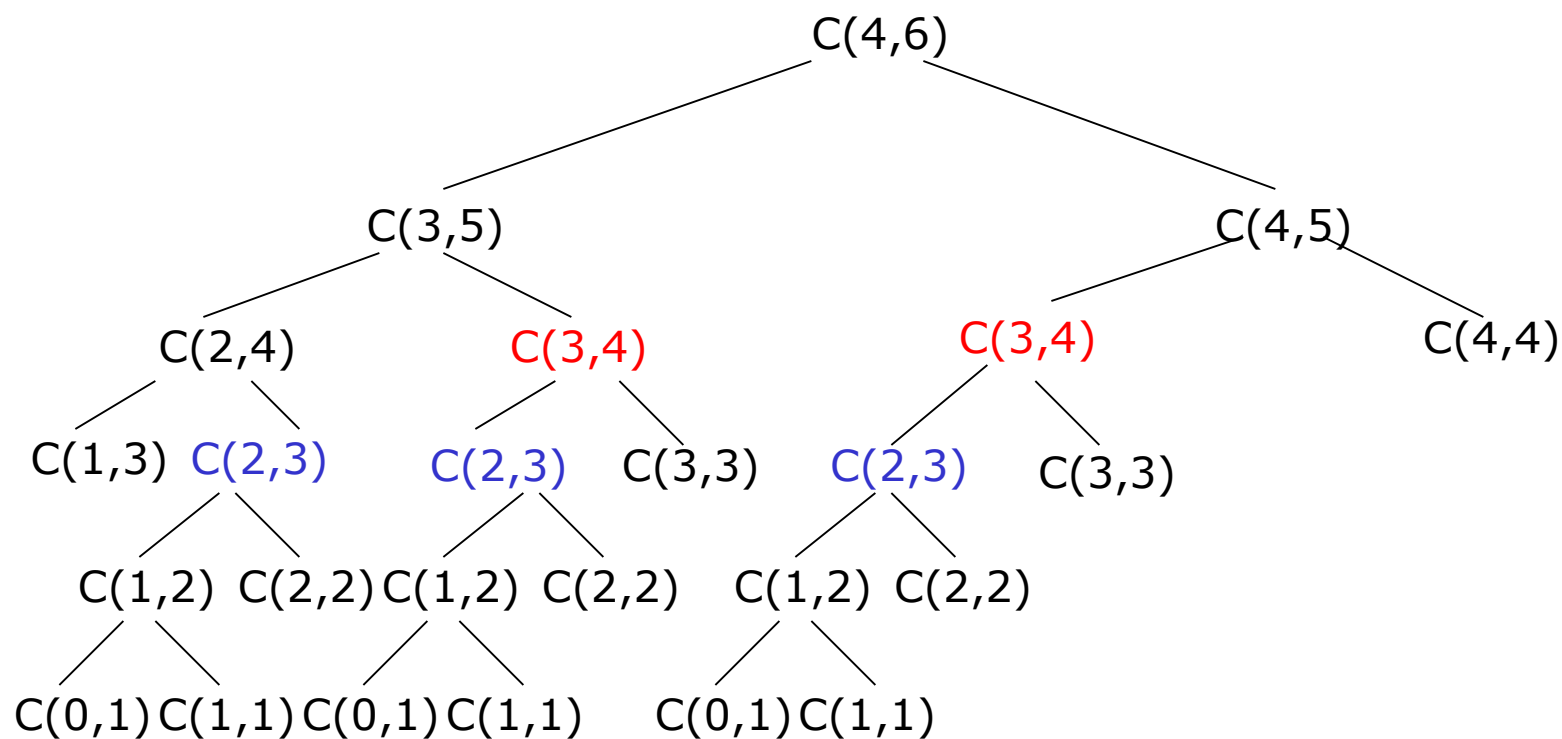 C(4,6)
C(3,5) C(4,5)
C(2,4) C(3,4) C(3,4) C(4,4)
C(1,3) C(2,3) C(2,3) C(3,3) C(2,3) C(3,3)
C(1,2) C(2,2) C(1,2) C(2,2) C(1,2) C(2,2)
C(0,1) C(1,1) C(0,1) C(1,1) C(0,1) C(1,1)